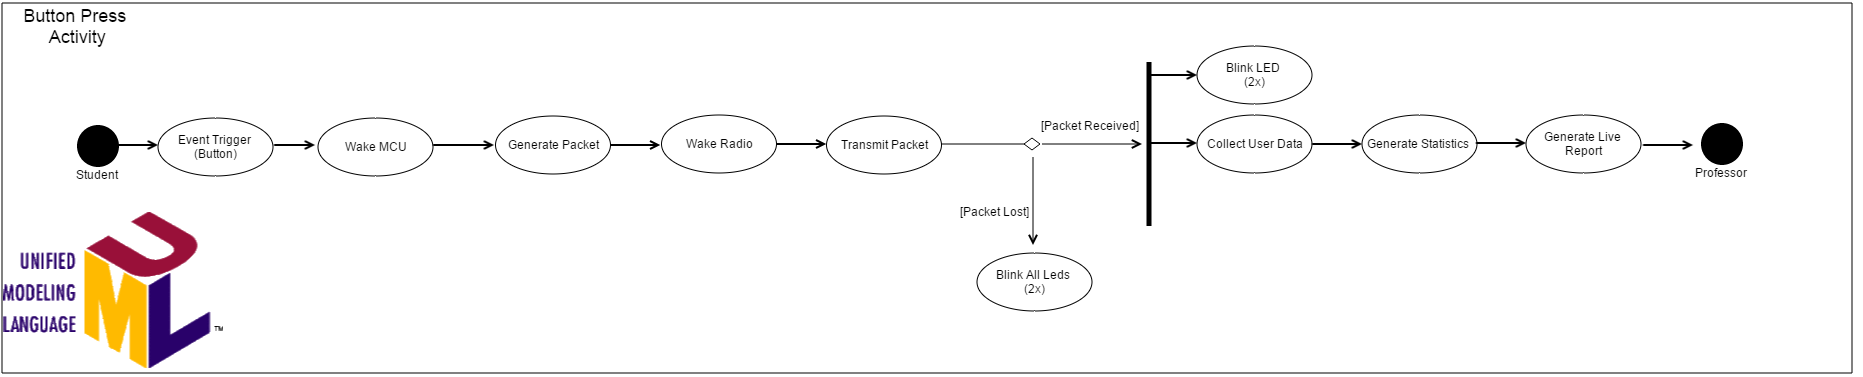 Button Press
Activity
Student
Event Trigger
(Button)
Wake MCU
Generate Packet
Wake Radio
Transmit Packet
[Packet Received]
[Packet Lost]
Blink All Leds
(2x)
Blink LED
(2x)
Collect User Data
Generate Statistics
Generate Live
Report
Professor
UNIFIED
MODELING
LANGUAGE
UML
TM